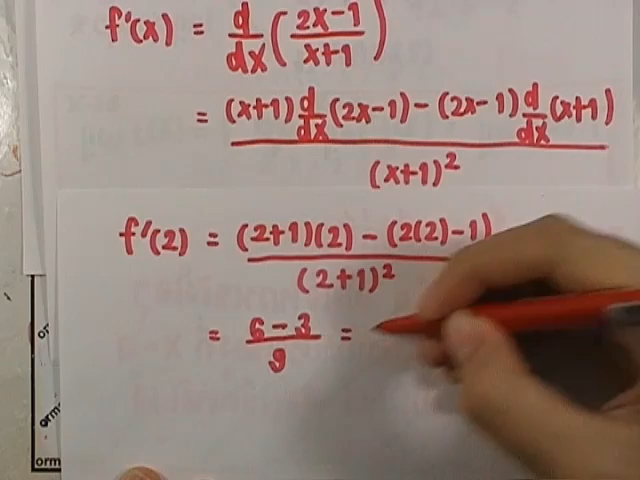 f'(x) = d/dx ( (2x-1)/(x+1) )
= ((x+1) d/dx (2x-1) - (2x-1) d/dx (x+1)) / (x+1)²
f'(2) = ((2+1)(2) - (2(2)-1)) / (2+1)²
= (6-3)/9 =
orm